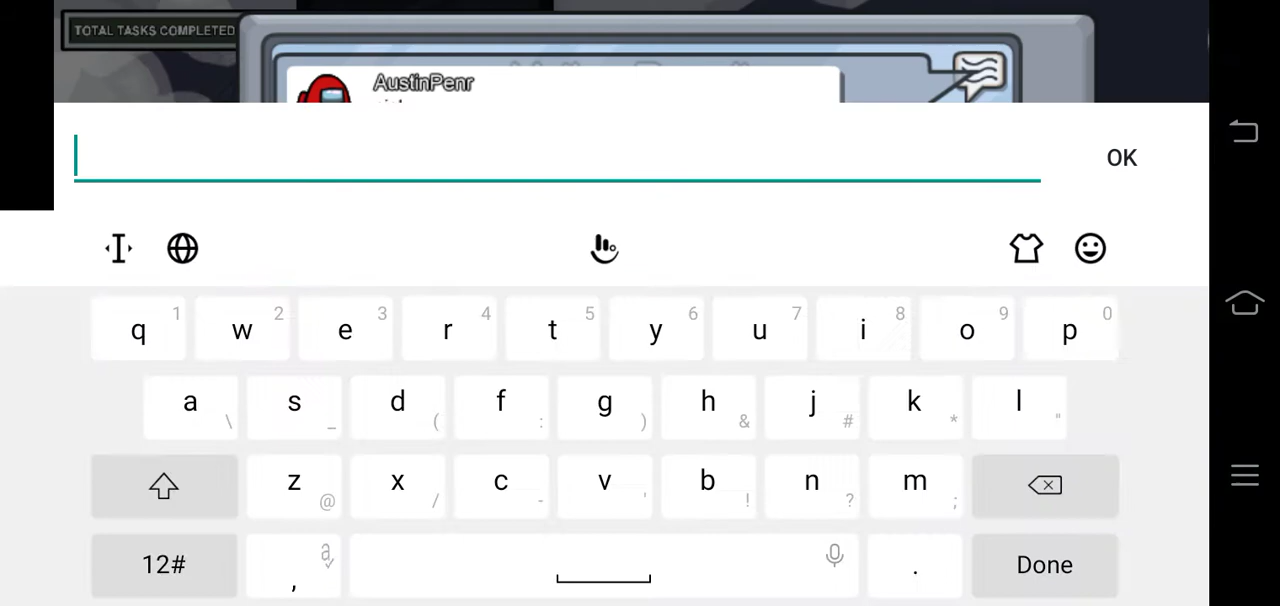 TOTAL TASKS COMPLETED
AustinPenr
OK
q 1 w 2 e 3 r 4 t 5 y 6 u 7 i 8 o 9 p 0
a \ s _ d ( f : g ) h & j # k * l "
z @ x / c - v ' b ! n ? m ;
12# , a . Done